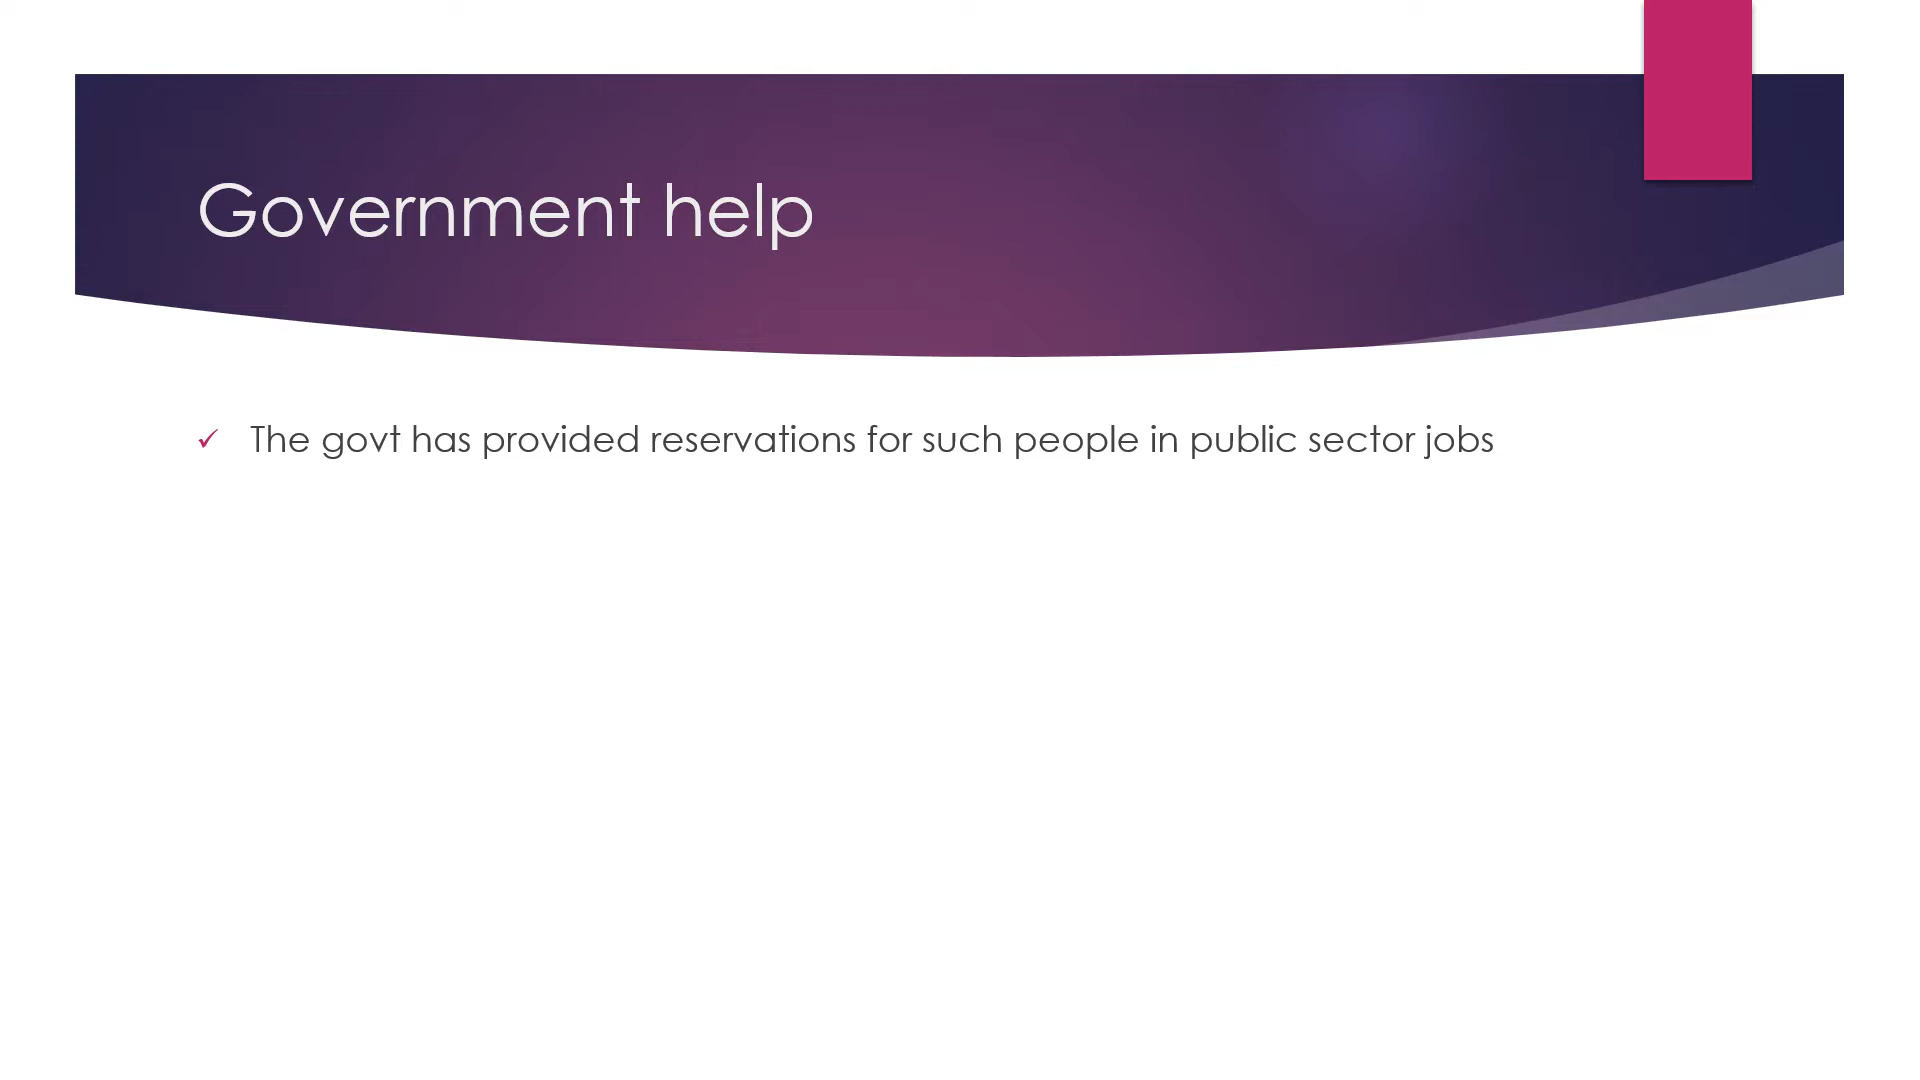 Government help
✓ The govt has provided reservations for such people in public sector jobs